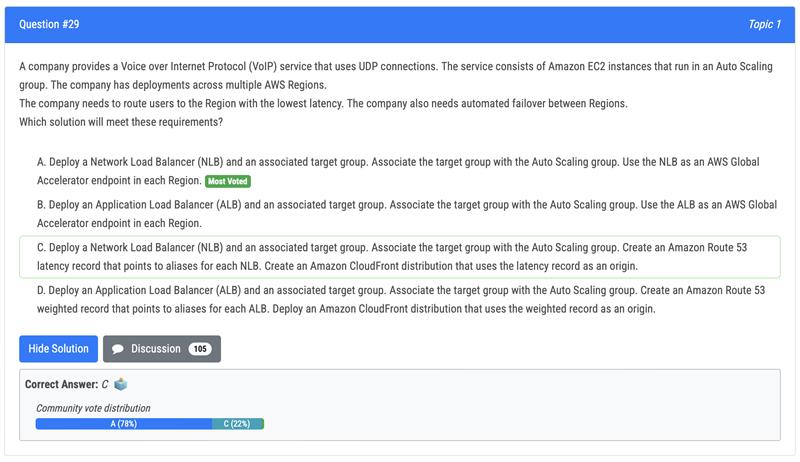 Question #29
Topic 1
A company provides a Voice over Internet Protocol (VoIP) service that uses UDP connections. The service consists of Amazon EC2 instances that run in an Auto Scaling
group. The company has deployments across multiple AWS Regions.
The company needs to route users to the Region with the lowest latency. The company also needs automated failover between Regions.
Which solution will meet these requirements?
A. Deploy a Network Load Balancer (NLB) and an associated target group. Associate the target group with the Auto Scaling group. Use the NLB as an AWS Global
Accelerator endpoint in each Region. Most Voted
B. Deploy an Application Load Balancer (ALB) and an associated target group. Associate the target group with the Auto Scaling group. Use the ALB as an AWS Global
Accelerator endpoint in each Region.
C. Deploy a Network Load Balancer (NLB) and an associated target group. Associate the target group with the Auto Scaling group. Create an Amazon Route 53
latency record that points to aliases for each NLB. Create an Amazon CloudFront distribution that uses the latency record as an origin.
D. Deploy an Application Load Balancer (ALB) and an associated target group. Associate the target group with the Auto Scaling group. Create an Amazon Route 53
weighted record that points to aliases for each ALB. Deploy an Amazon CloudFront distribution that uses the weighted record as an origin.
Hide Solution
Discussion 105
Correct Answer: C
Community vote distribution
A (78%)
C (22%)